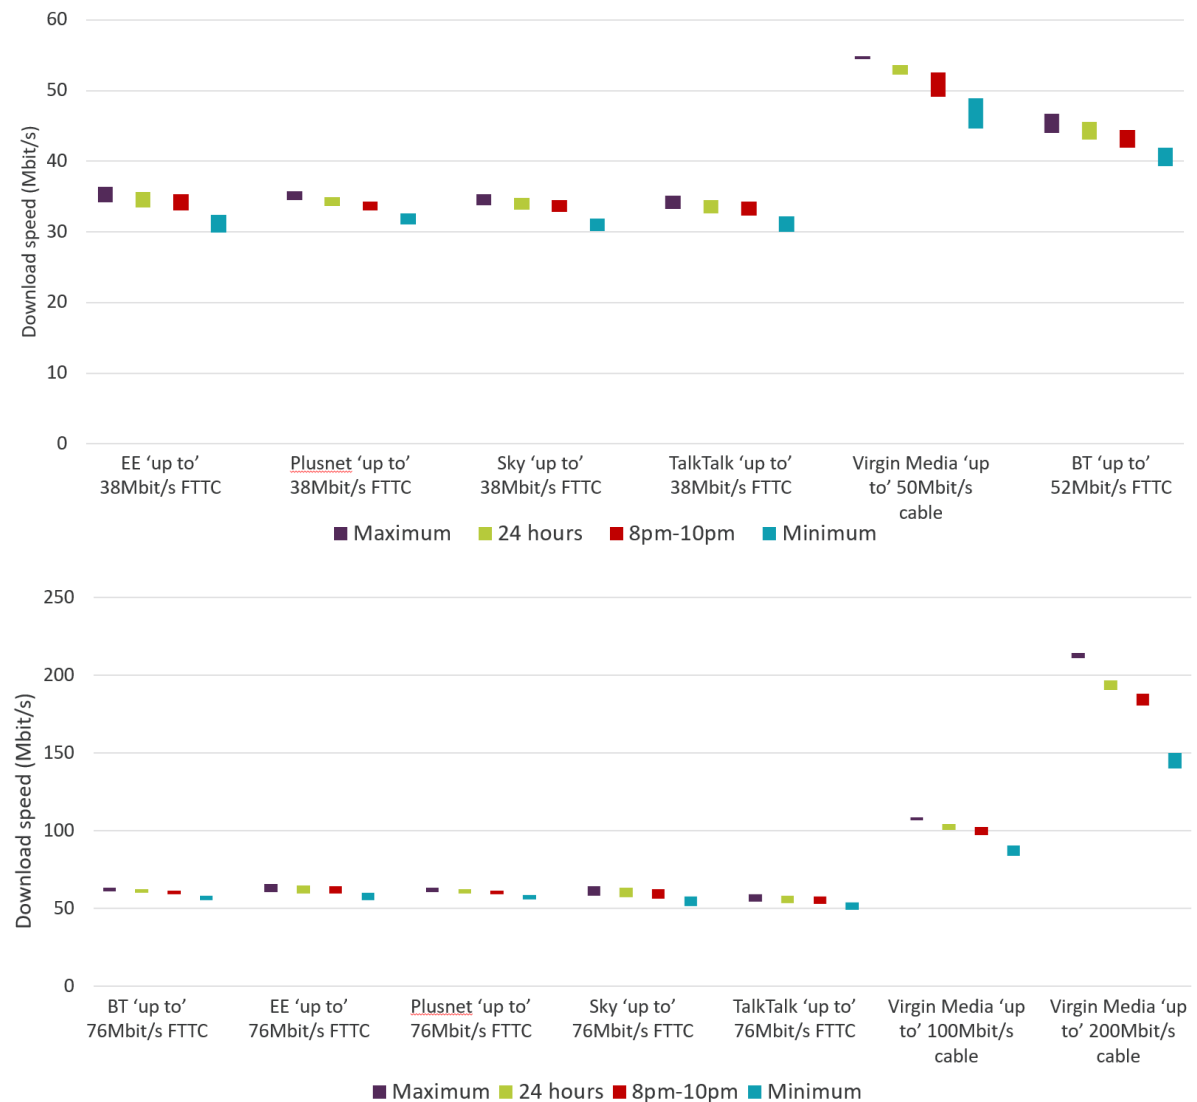 60
50
40
30
20
10
0
Download speed (Mbit/s)
EE ‘up to’
38Mbit/s FTTC
Plusnet ‘up to’
38Mbit/s FTTC
Sky ‘up to’
38Mbit/s FTTC
TalkTalk ‘up to’
38Mbit/s FTTC
Virgin Media ‘up
to’ 50Mbit/s
cable
BT ‘up to’
52Mbit/s FTTC
Maximum 24 hours 8pm-10pm Minimum
250
200
150
100
50
0
Download speed (Mbit/s)
BT ‘up to’
76Mbit/s FTTC
EE ‘up to’
76Mbit/s FTTC
Plusnet ‘up to’
76Mbit/s FTTC
Sky ‘up to’
76Mbit/s FTTC
TalkTalk ‘up to’
76Mbit/s FTTC
Virgin Media ‘up
to’ 100Mbit/s
cable
Virgin Media ‘up
to’ 200Mbit/s
cable
Maximum 24 hours 8pm-10pm Minimum